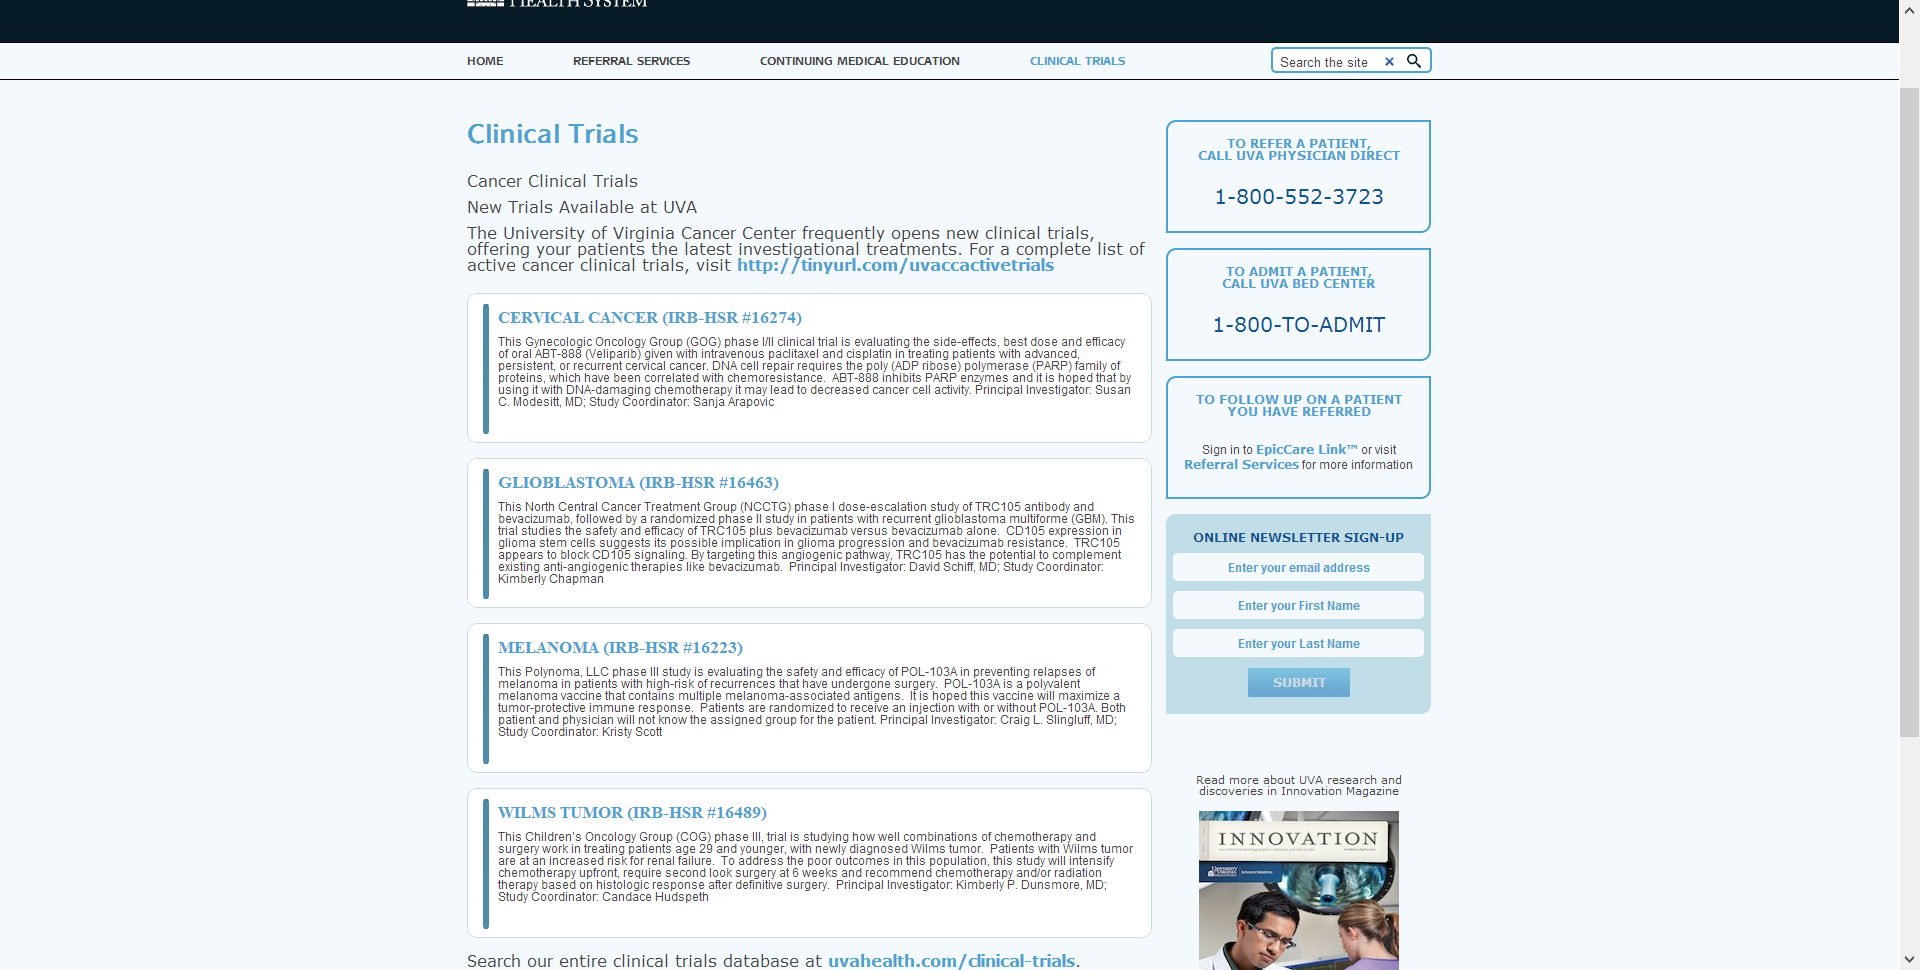 HEALTH SYSTEM
HOME REFERRAL SERVICES CONTINUING MEDICAL EDUCATION CLINICAL TRIALS Search the site
Clinical Trials
Cancer Clinical Trials
New Trials Available at UVA
The University of Virginia Cancer Center frequently opens new clinical trials,
offering your patients the latest investigational treatments. For a complete list of
active cancer clinical trials, visit http://tinyurl.com/uvaccactivetrials
CERVICAL CANCER (IRB-HSR #16274)
This Gynecologic Oncology Group (GOG) phase I/II clinical trial is evaluating the side-effects, best dose and efficacy
of oral ABT-888 (Veliparib) given with intravenous paclitaxel and cisplatin in treating patients with advanced,
persistent, or recurrent cervical cancer. DNA cell repair requires the poly (ADP ribose) polymerase (PARP) family of
proteins, which have been correlated with chemoresistance.  ABT-888 inhibits PARP enzymes and it is hoped that by
using it with DNA-damaging chemotherapy it may lead to decreased cancer cell activity. Principal Investigator: Susan
C. Modesitt, MD; Study Coordinator: Sanja Arapovic
GLIOBLASTOMA (IRB-HSR #16463)
This North Central Cancer Treatment Group (NCCTG) phase I dose-escalation study of TRC105 antibody and
bevacizumab, followed by a randomized phase II study in patients with recurrent glioblastoma multiforme (GBM). This
trial studies the safety and efficacy of TRC105 plus bevacizumab versus bevacizumab alone.  CD105 expression in
glioma stem cells suggests its possible implication in glioma progression and bevacizumab resistance.  TRC105
appears to block CD105 signaling. By targeting this angiogenic pathway, TRC105 has the potential to complement
existing anti-angiogenic therapies like bevacizumab.  Principal Investigator: David Schiff, MD; Study Coordinator:
Kimberly Chapman
MELANOMA (IRB-HSR #16223)
This Polynoma, LLC phase III study is evaluating the safety and efficacy of POL-103A in preventing relapses of
melanoma in patients with high-risk of recurrences that have undergone surgery.  POL-103A is a polyvalent
melanoma vaccine that contains multiple melanoma-associated antigens.  It is hoped this vaccine will maximize a
tumor-protective immune response.  Patients are randomized to receive an injection with or without POL-103A. Both
patient and physician will not know the assigned group for the patient. Principal Investigator: Craig L. Slingluff, MD;
Study Coordinator: Kristy Scott
WILMS TUMOR (IRB-HSR #16489)
This Children's Oncology Group (COG) phase III, trial is studying how well combinations of chemotherapy and
surgery work in treating patients age 29 and younger, with newly diagnosed Wilms tumor.  Patients with Wilms tumor
are at an increased risk for renal failure.  To address the poor outcomes in this population, this study will intensify
chemotherapy upfront, require second look surgery at 6 weeks and recommend chemotherapy and/or radiation
therapy based on histologic response after definitive surgery.  Principal Investigator: Kimberly P. Dunsmore, MD;
Study Coordinator: Candace Hudspeth
Search our entire clinical trials database at uvahealth.com/clinical-trials.
TO REFER A PATIENT,
CALL UVA PHYSICIAN DIRECT
1-800-552-3723
TO ADMIT A PATIENT,
CALL UVA BED CENTER
1-800-TO-ADMIT
TO FOLLOW UP ON A PATIENT
YOU HAVE REFERRED
Sign in to EpicCare Link™ or visit
Referral Services for more information
ONLINE NEWSLETTER SIGN-UP
Enter your email address
Enter your First Name
Enter your Last Name
SUBMIT
Read more about UVA research and
discoveries in Innovation Magazine
INNOVATION